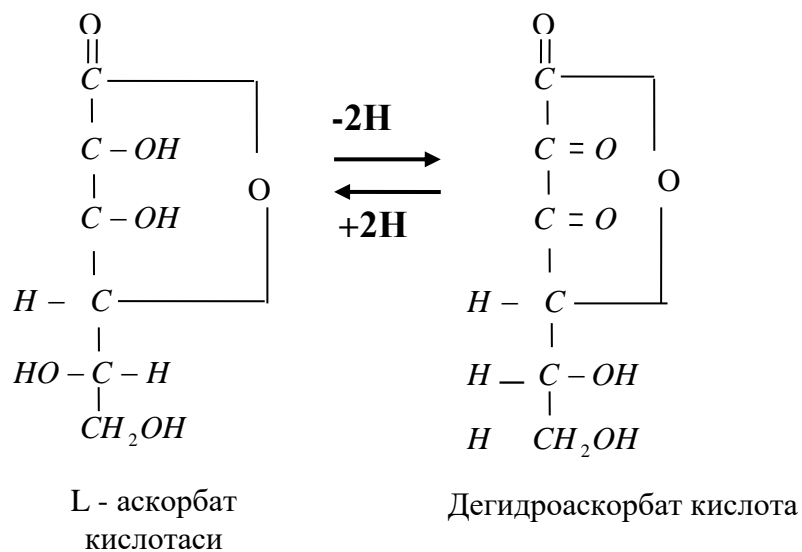 O O
C C
-2H
C – OH C = O
O O
C – OH C = O
+2H
H – C H – C
HO – C – H H – C – OH
CH₂OH H CH₂OH
L - аскорбат Дегидроаскорбат кислота
кислотаси